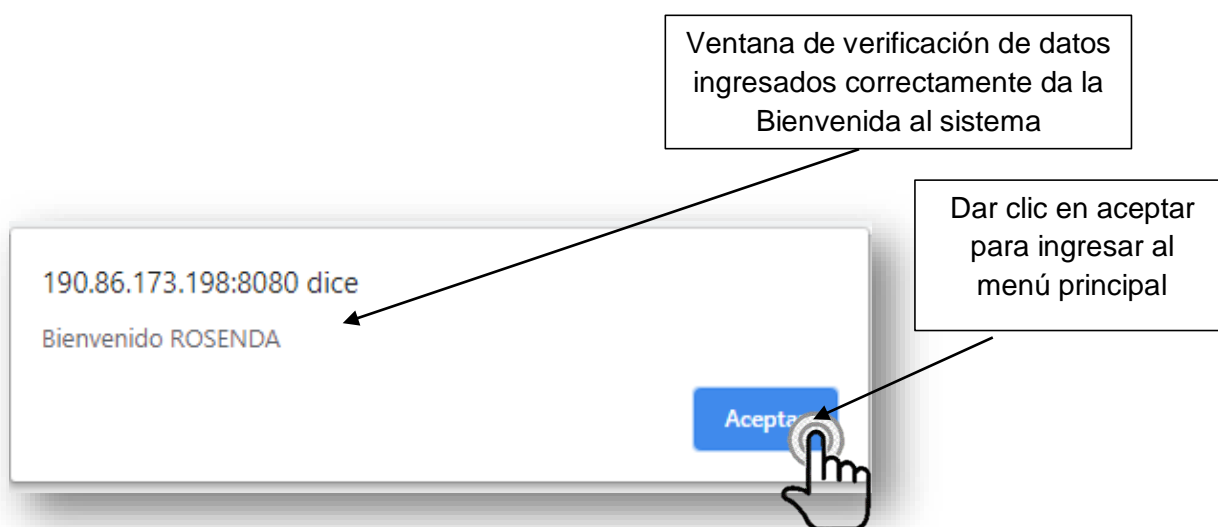 Ventana de verificación de datos
ingresados correctamente da la
Bienvenida al sistema
Dar clic en aceptar
para ingresar al
menú principal
190.86.173.198:8080 dice
Bienvenido ROSENDA
Aceptar